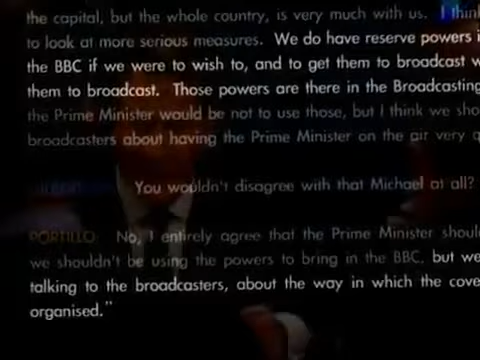 the capital, but the whole country, is very much with us. I thin
to look at more serious measures. We do have reserve powers i
the BBC if we were to wish to, and to get them to broadcast w
them to broadcast. Those powers are there in the Broadcasting
the Prime Minister would be not to use those, but I think we sho
broadcasters about having the Prime Minister on the air very q
You wouldn't disagree with that Michael at all?
PORTILLO: No, I entirely agree that the Prime Minister shoul
we shouldn't be using the powers to bring in the BBC, but we
talking to the broadcasters, about the way in which the cove
organised."